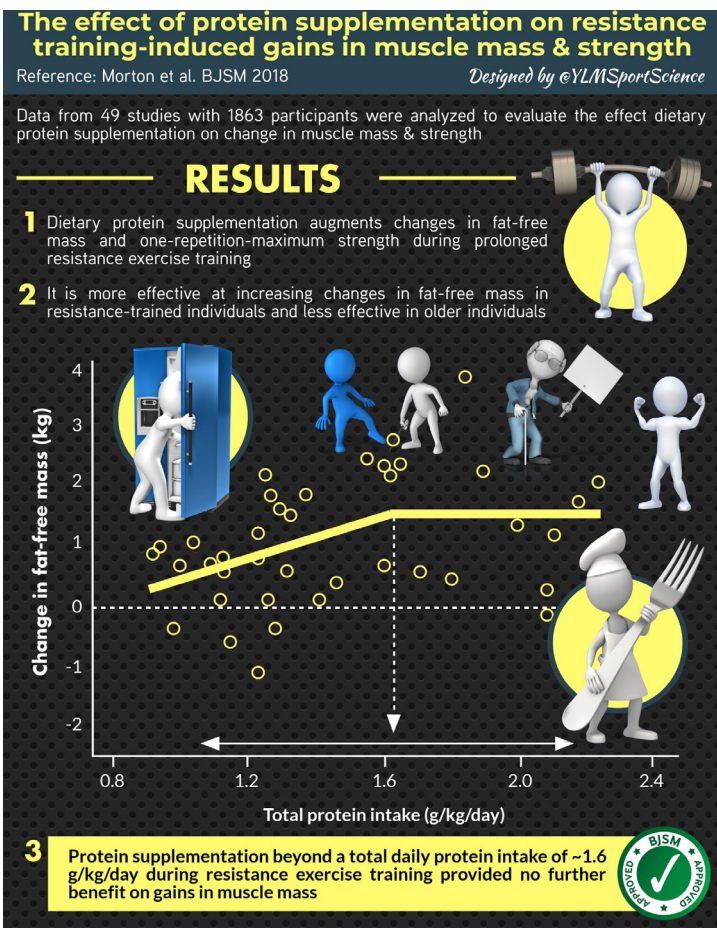 The effect of protein supplementation on resistance
training-induced gains in muscle mass & strength
Reference: Morton et al. BJSM 2018
Designed by @YLMSportScience
Data from 49 studies with 1863 participants were analyzed to evaluate the effect dietary
protein supplementation on change in muscle mass & strength
RESULTS
1 Dietary protein supplementation augments changes in fat-free
mass and one-repetition-maximum strength during prolonged
resistance exercise training
2 It is more effective at increasing changes in fat-free mass in
resistance-trained individuals and less effective in older individuals
Change in fat-free mass (kg)
4
3
2
1
0
-1
-2
0.8 1.2 1.6 2.0 2.4
Total protein intake (g/kg/day)
3 Protein supplementation beyond a total daily protein intake of ~1.6
g/kg/day during resistance exercise training provided no further
benefit on gains in muscle mass
BJSM
APPROVED
APPROVED